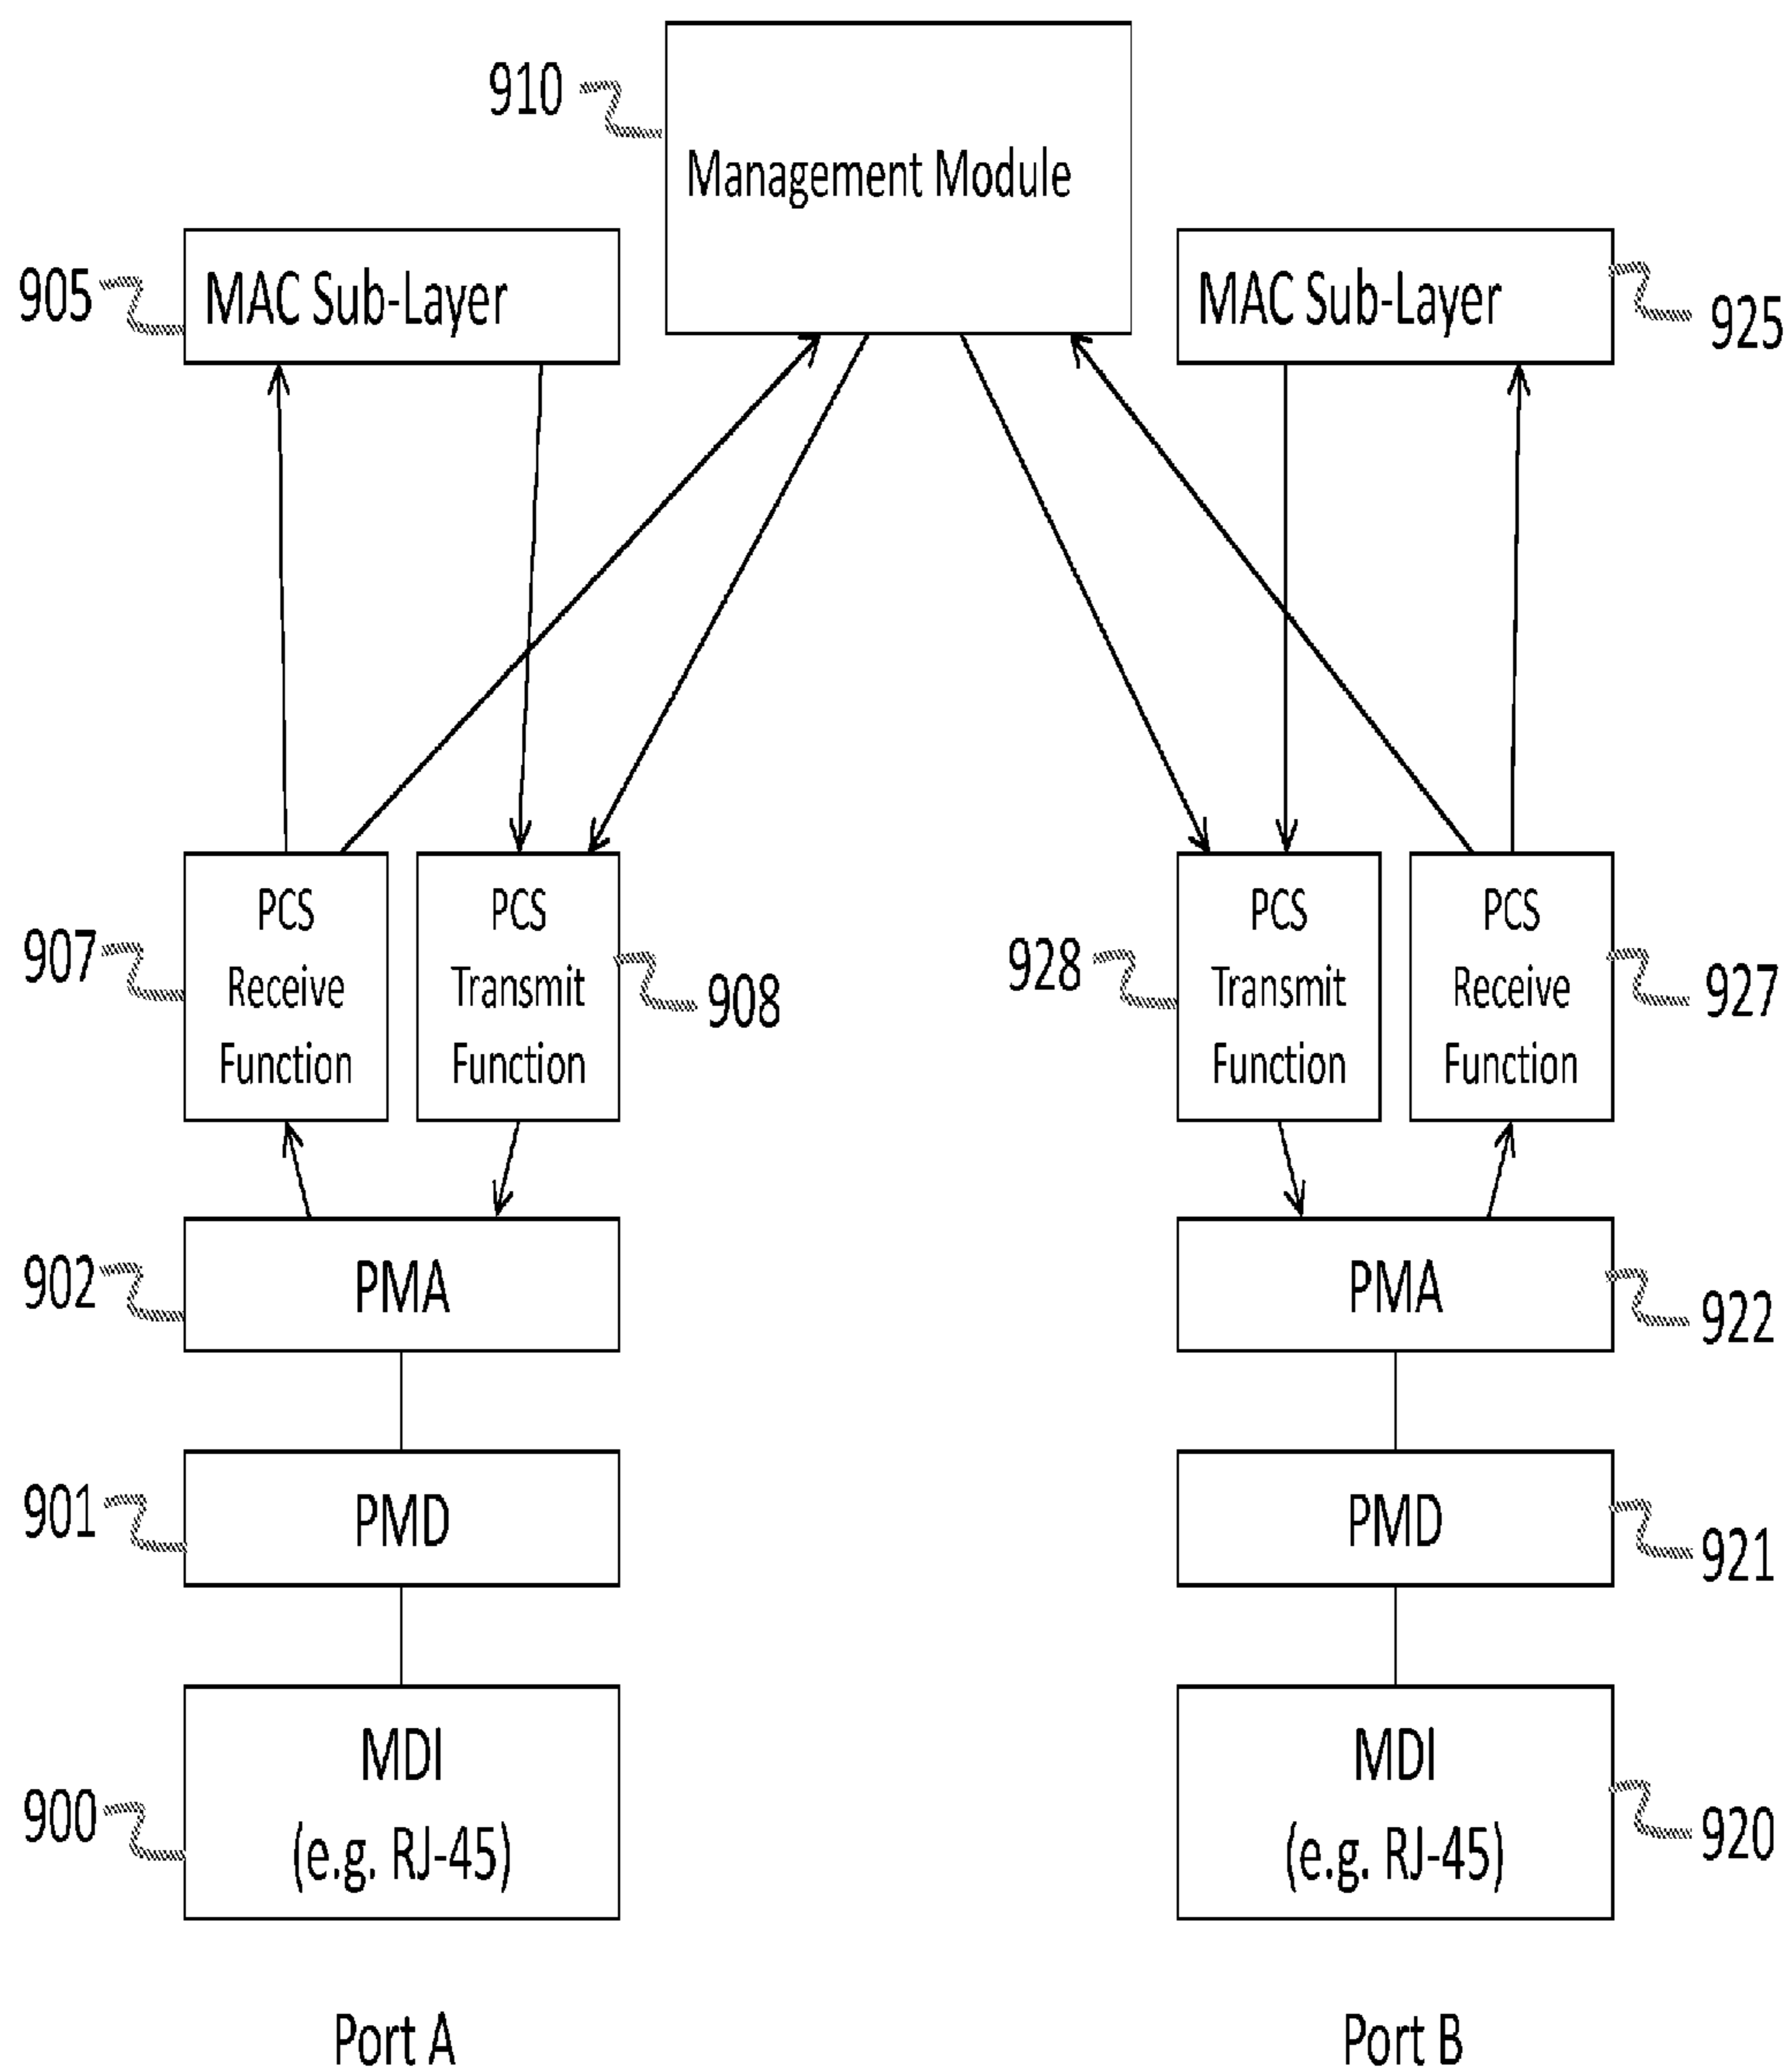 910
Management Module
905
MAC Sub-Layer
MAC Sub-Layer
925
907
PCS
Receive
Function
PCS
Transmit
Function
908
928
PCS
Transmit
Function
PCS
Receive
Function
927
902
PMA
PMA
922
901
PMD
PMD
921
900
MDI
(e.g. RJ-45)
MDI
(e.g. RJ-45)
920
Port A
Port B